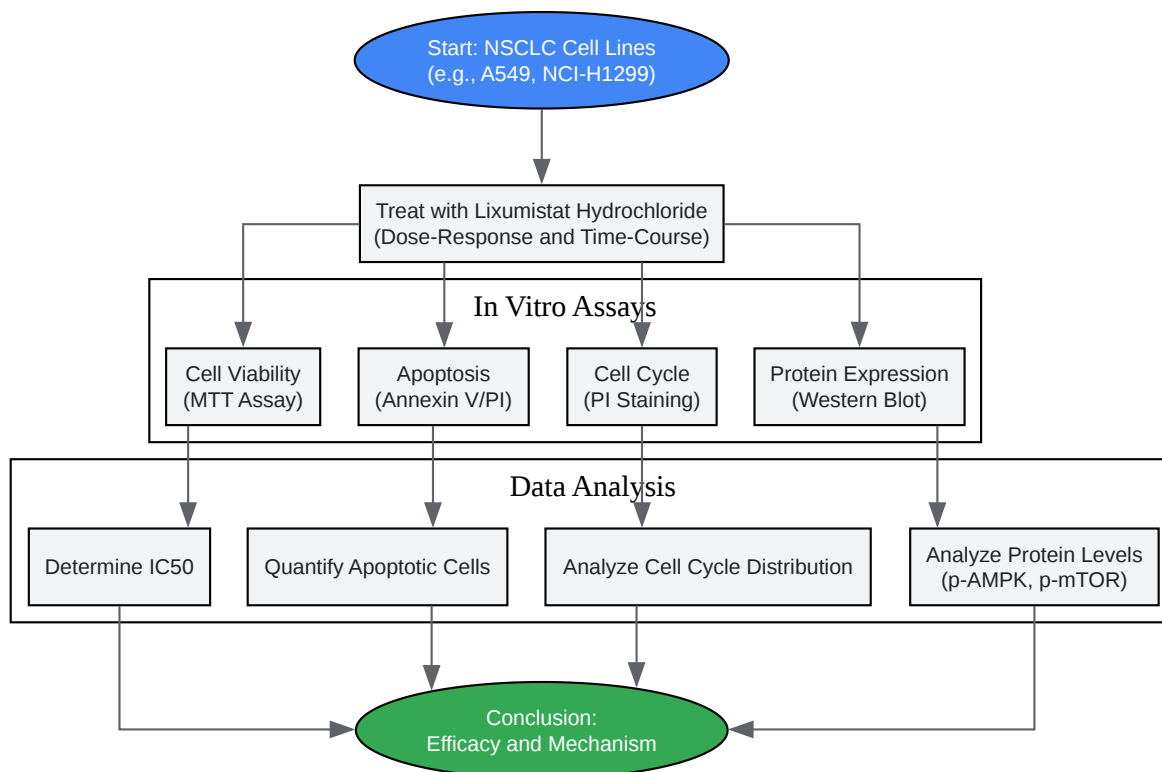 Start: NSCLC Cell Lines
(e.g., A549, NCI-H1299)
Treat with Lixumistat Hydrochloride
(Dose-Response and Time-Course)
In Vitro Assays
Cell Viability
(MTT Assay)
Apoptosis
(Annexin V/PI)
Cell Cycle
(PI Staining)
Protein Expression
(Western Blot)
Data Analysis
Determine IC50
Quantify Apoptotic Cells
Analyze Cell Cycle Distribution
Analyze Protein Levels
(p-AMPK, p-mTOR)
Conclusion:
Efficacy and Mechanism